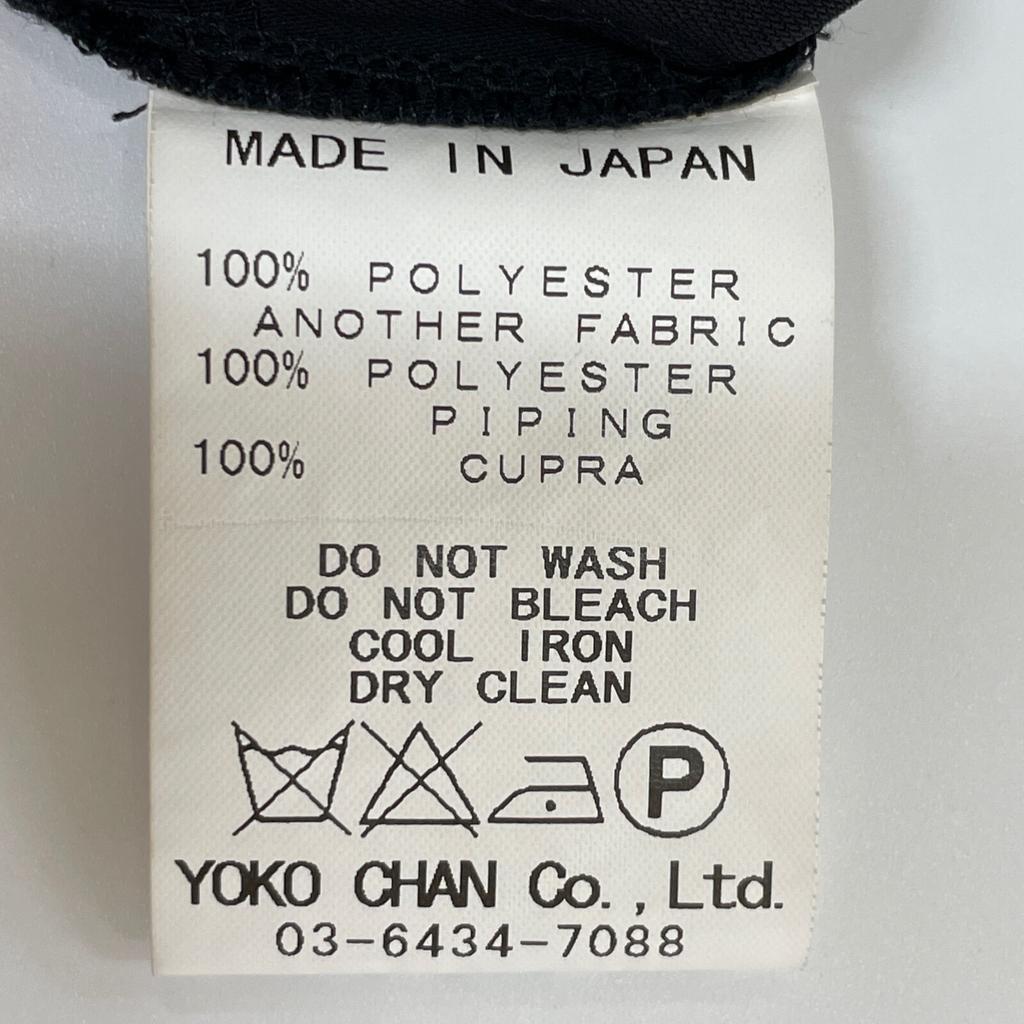 MADE IN JAPAN
100% POLYESTER
ANOTHER FABRIC
100% POLYESTER
PIPING
100% CUPRA
DO NOT WASH
DO NOT BLEACH
COOL IRON
DRY CLEAN
P
YOKO CHAN Co., Ltd.
03-6434-7088